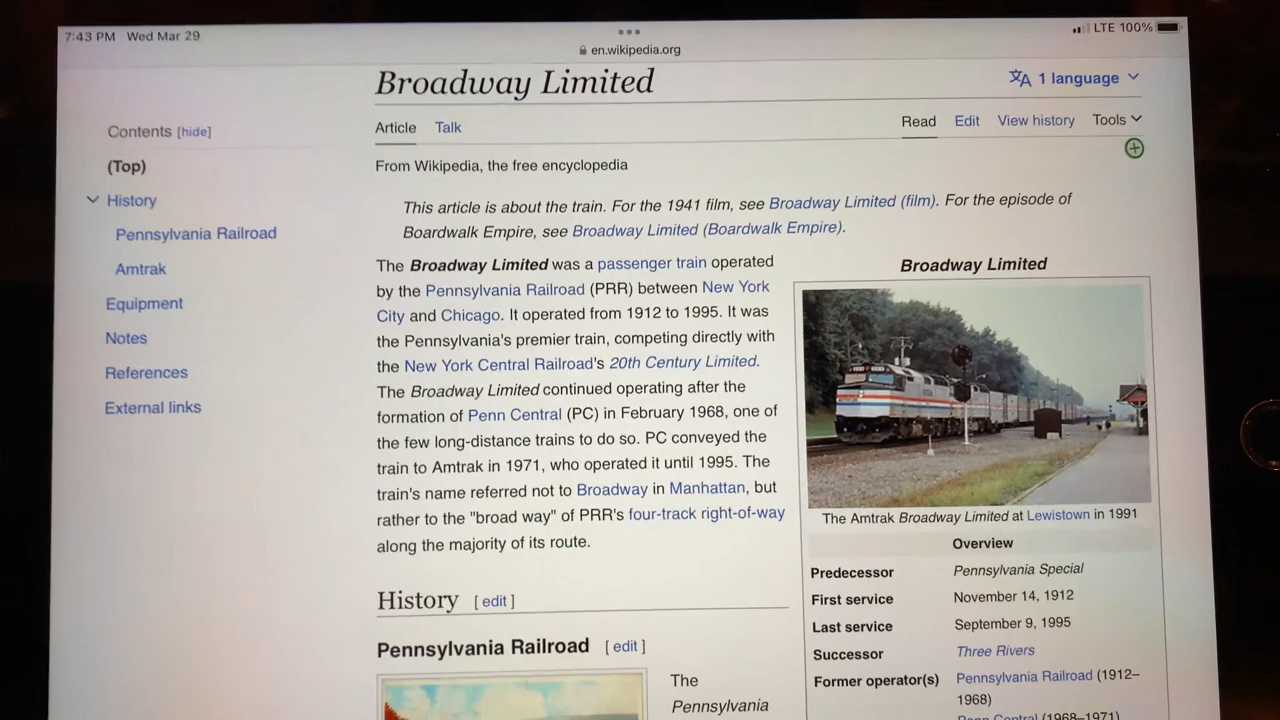 7:43 PM Wed Mar 29
LTE 100%
en.wikipedia.org
Broadway Limited
1 language
Article Talk
Read Edit View history Tools
From Wikipedia, the free encyclopedia
This article is about the train. For the 1941 film, see Broadway Limited (film). For the episode of
Boardwalk Empire, see Broadway Limited (Boardwalk Empire).
Contents [hide]
(Top)
History
Pennsylvania Railroad
Amtrak
Equipment
Notes
References
External links
The Broadway Limited was a passenger train operated
by the Pennsylvania Railroad (PRR) between New York
City and Chicago. It operated from 1912 to 1995. It was
the Pennsylvania's premier train, competing directly with
the New York Central Railroad's 20th Century Limited.
The Broadway Limited continued operating after the
formation of Penn Central (PC) in February 1968, one of
the few long-distance trains to do so. PC conveyed the
train to Amtrak in 1971, who operated it until 1995. The
train's name referred not to Broadway in Manhattan, but
rather to the "broad way" of PRR's four-track right-of-way
along the majority of its route.
History [ edit ]
Pennsylvania Railroad [ edit ]
The
Pennsylvania
Broadway Limited
The Amtrak Broadway Limited at Lewistown in 1991
Overview
Predecessor Pennsylvania Special
First service November 14, 1912
Last service September 9, 1995
Successor Three Rivers
Former operator(s) Pennsylvania Railroad (1912–
1968)
Penn Central (1968–1971)